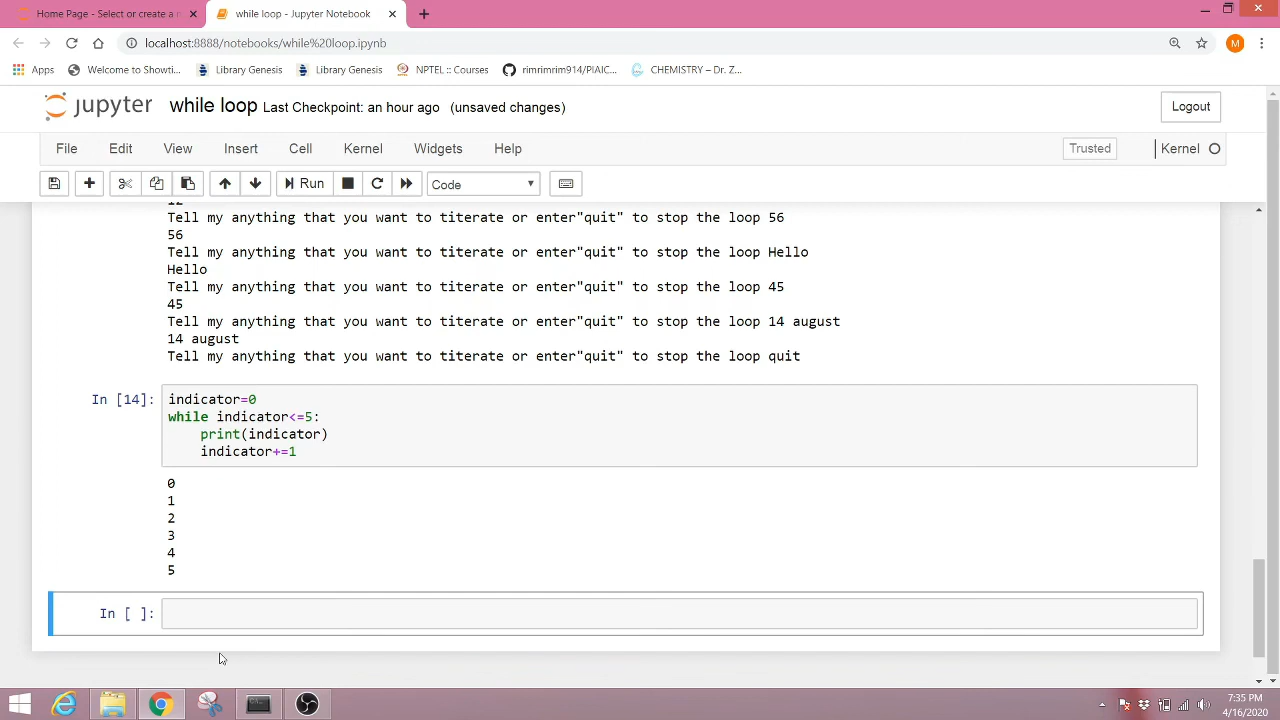 Home Page - Select or create a n
while loop - Jupyter Notebook
localhost:8888/notebooks/while%20loop.ipynb
M
Apps
Welcome to Showti...
Library Genesis
Library Genesis
NPTEL :: Courses
rimrimrim914/PIAIC...
CHEMISTRY – Dr. Z...
jupyter while loop Last Checkpoint: an hour ago (unsaved changes)
Logout
File Edit View Insert Cell Kernel Widgets Help
Trusted
Kernel
Run
Code
12
Tell my anything that you want to titerate or enter"quit" to stop the loop 56
56
Tell my anything that you want to titerate or enter"quit" to stop the loop Hello
Hello
Tell my anything that you want to titerate or enter"quit" to stop the loop 45
45
Tell my anything that you want to titerate or enter"quit" to stop the loop 14 august
14 august
Tell my anything that you want to titerate or enter"quit" to stop the loop quit
In [14]: indicator=0
while indicator<=5:
    print(indicator)
    indicator+=1
0
1
2
3
4
5
In [ ]:
7:35 PM
4/16/2020